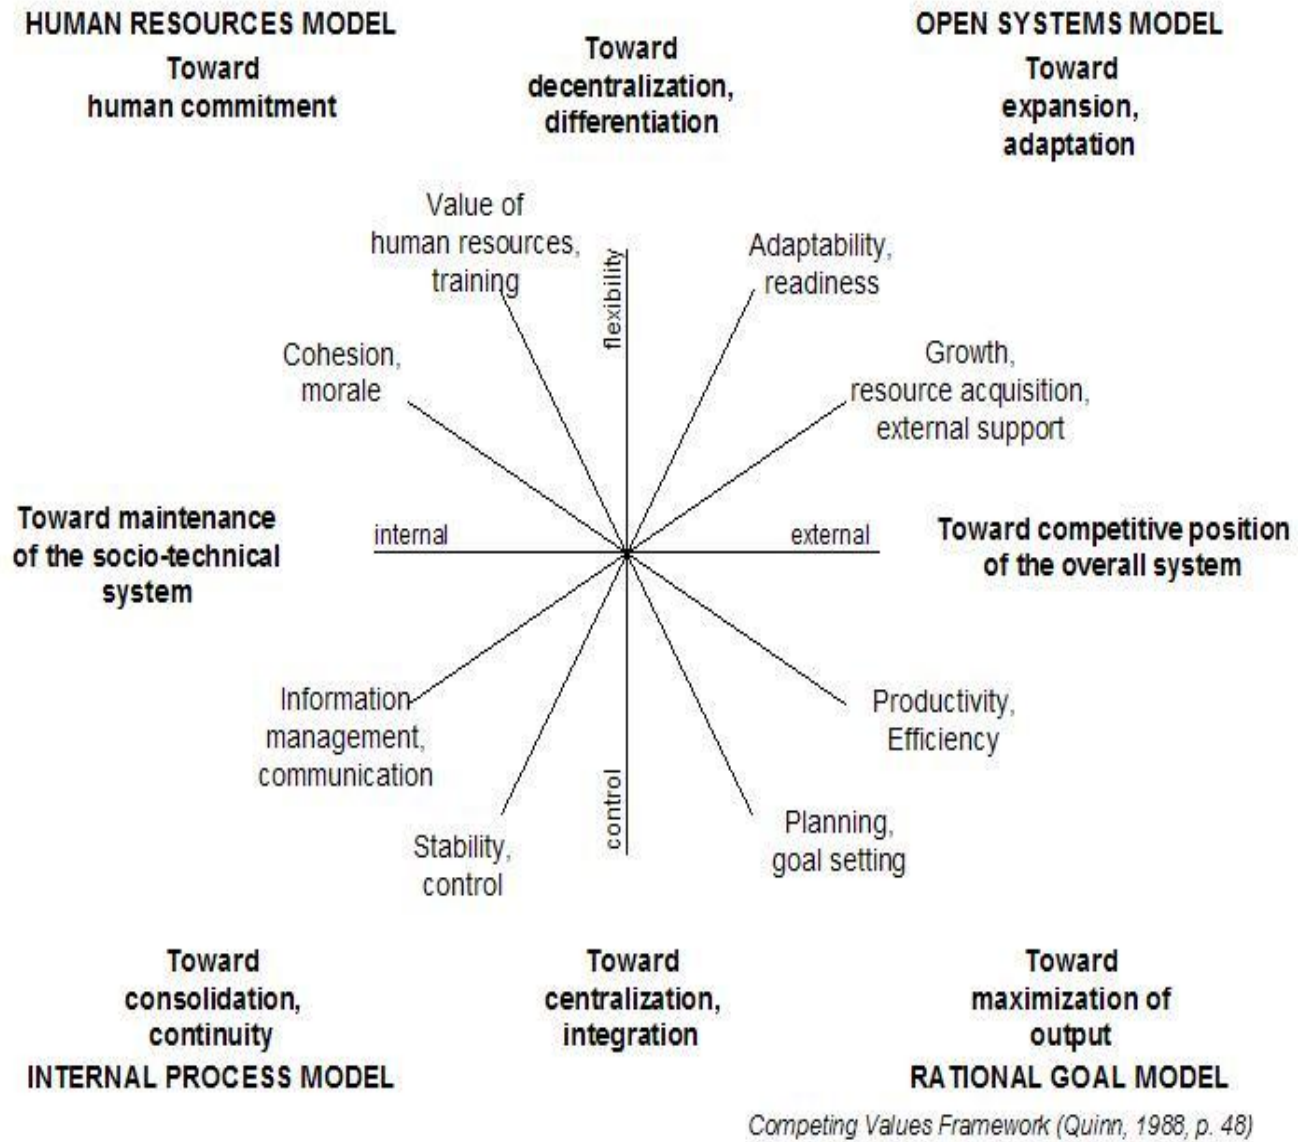 HUMAN RESOURCES MODEL
Toward
human commitment
Toward
decentralization,
differentiation
OPEN SYSTEMS MODEL
Toward
expansion,
adaptation
Value of
human resources,
training
flexibility
Adaptability,
readiness
Cohesion,
morale
Growth,
resource acquisition,
external support
Toward maintenance
of the socio-technical
system
internal
external
Toward competitive position
of the overall system
Information
management,
communication
Productivity,
Efficiency
Stability,
control
control
Planning,
goal setting
Toward
consolidation,
continuity
INTERNAL PROCESS MODEL
Toward
centralization,
integration
Toward
maximization of
output
RATIONAL GOAL MODEL
Competing Values Framework (Quinn, 1988, p. 48)